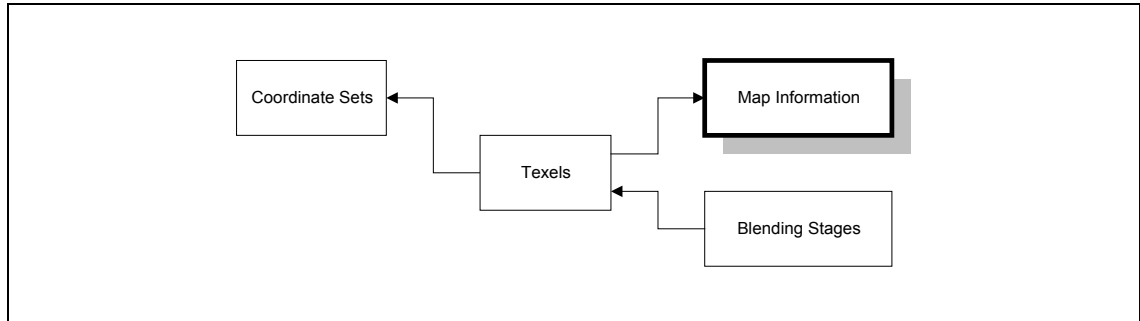 Coordinate Sets
Map Information
Texels
Blending Stages